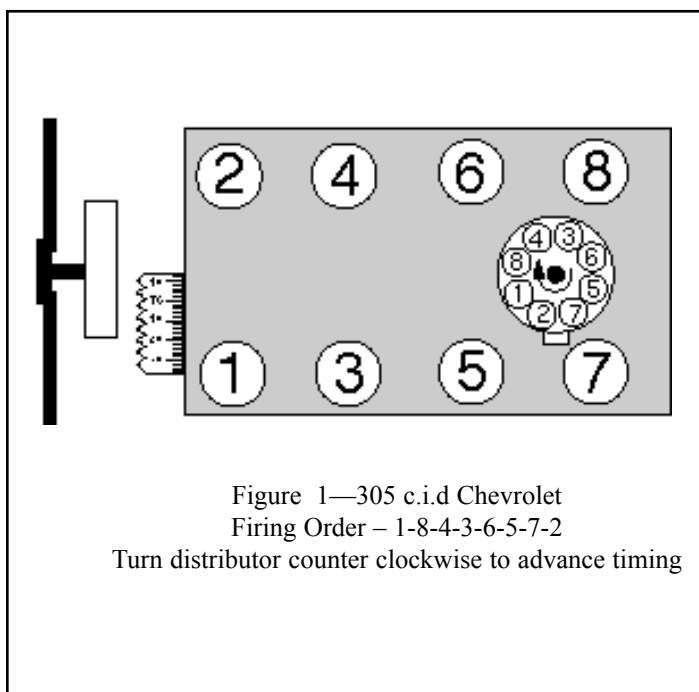 2 4 6 8
4 3
8 6
1 5
2 7
1 3 5 7
Figure 1—305 c.i.d Chevrolet
Firing Order – 1-8-4-3-6-5-7-2
Turn distributor counter clockwise to advance timing